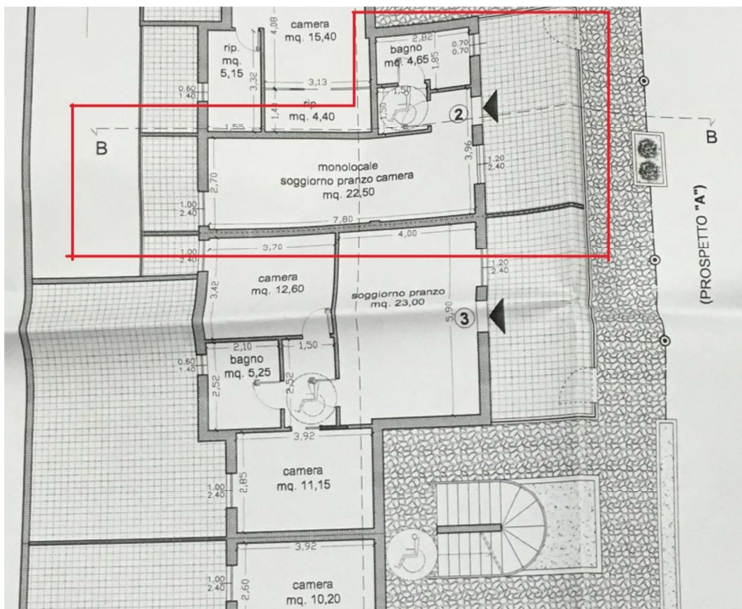 camera
mq. 15,40
4,08
rip.
mq.
5,15
3,32
3,13
rip.
mq. 4,40
1,55
0.60
1.40
2,82
bagno
mq. 4,65
1,85
0.70
0.70
1,50
1,50
2
B
B
monolocale
soggiorno pranzo camera
mq. 22,50
2,70
3,96
1.20
2.40
1.00
2.40
7,80
(PROSPETTO "A")
1.00
2.40
3,70
4,00
camera
mq. 12,60
3,42
soggiorno pranzo
mq. 23,00
1.20
2.40
5,90
3
2,10
1,50
bagno
mq. 5,25
0.60
1.40
2,52
2,52
3,92
camera
mq. 11,15
2,85
1.00
2.40
3,92
camera
mq. 10,20
2,60
1.00
2.40